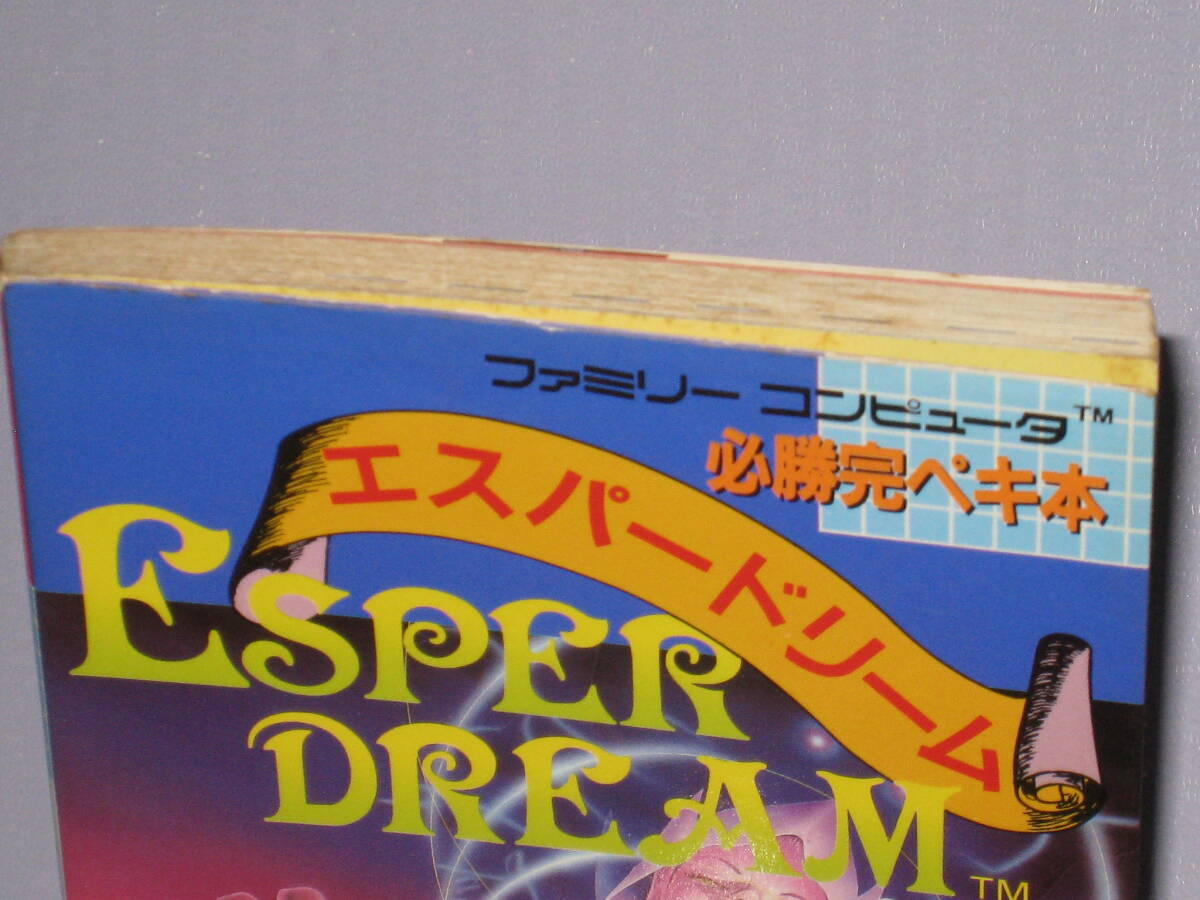 ファミリー コンピュータ™
必勝完ペキ本
エスパードリーム
ESPER
DREAM™